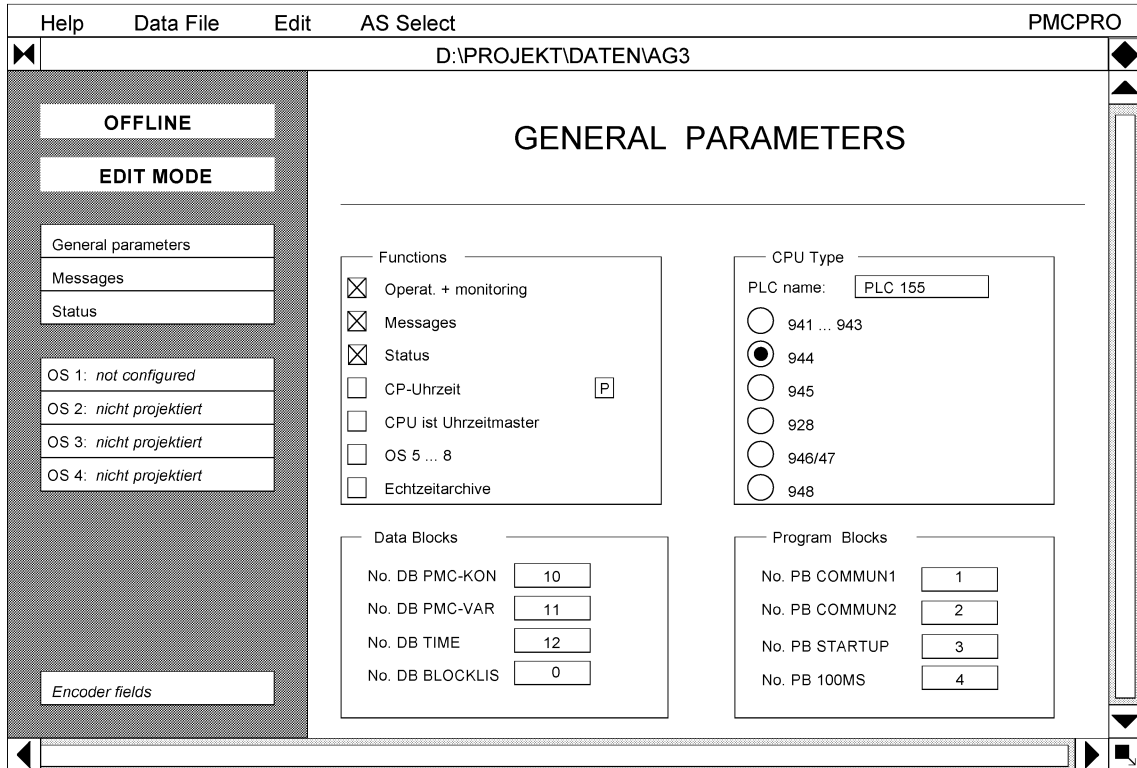 Help Data File Edit AS Select PMCPRO
D:\PROJEKT\DATEN\AG3
OFFLINE
EDIT MODE
General parameters
Messages
Status
OS 1: not configured
OS 2: nicht projektiert
OS 3: nicht projektiert
OS 4: nicht projektiert
Encoder fields
GENERAL PARAMETERS
Functions
Operat. + monitoring
Messages
Status
CP-Uhrzeit P
CPU ist Uhrzeitmaster
OS 5 ... 8
Echtzeitarchive
CPU Type
PLC name: PLC 155
941 ... 943
944
945
928
946/47
948
Data Blocks
No. DB PMC-KON 10
No. DB PMC-VAR 11
No. DB TIME 12
No. DB BLOCKLIS 0
Program Blocks
No. PB COMMUN1 1
No. PB COMMUN2 2
No. PB STARTUP 3
No. PB 100MS 4